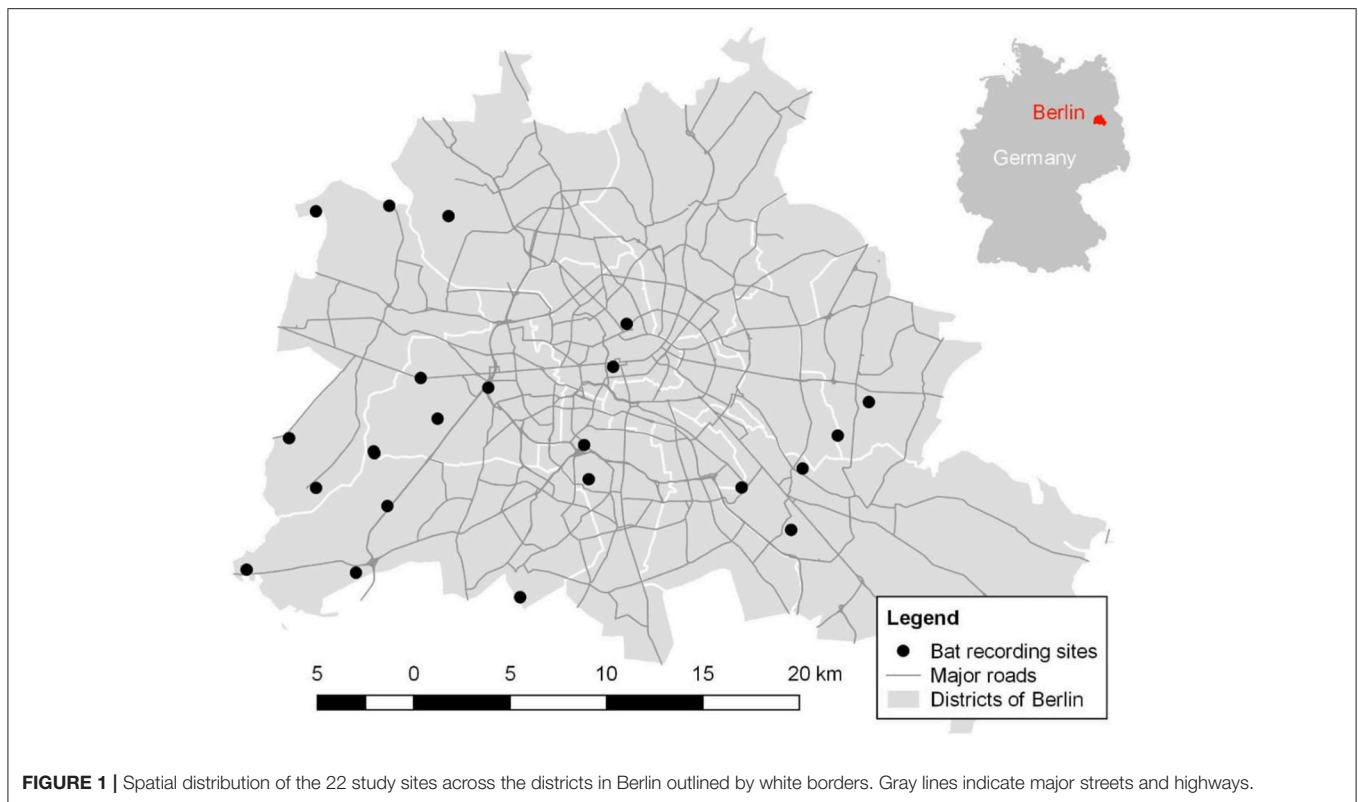 Berlin
Germany
Legend
Bat recording sites
Major roads
Districts of Berlin
5 0 5 10 15 20 km
FIGURE 1 | Spatial distribution of the 22 study sites across the districts in Berlin outlined by white borders. Gray lines indicate major streets and highways.